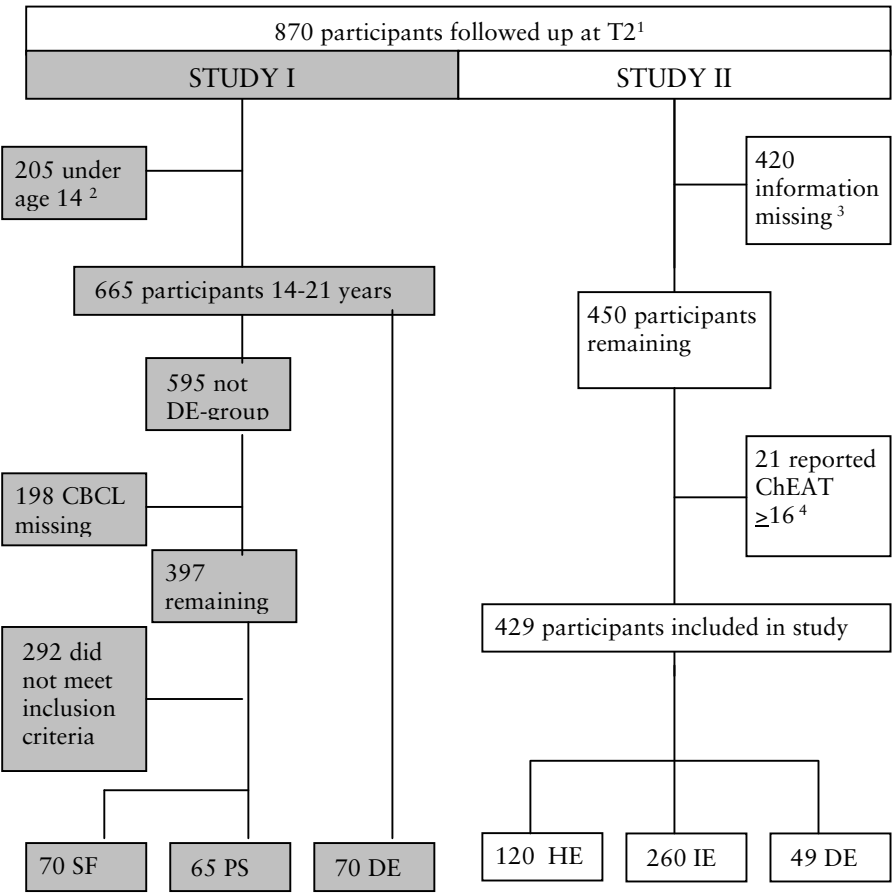 870 participants followed up at T2¹
STUDY I
STUDY II
205 under
age 14 ²
420
information
missing ³
665 participants 14-21 years
450 participants
remaining
595 not
DE-group
198 CBCL
missing
21 reported
ChEAT
≥16 ⁴
397
remaining
429 participants included in study
292 did
not meet
inclusion
criteria
70 SF
65 PS
70 DE
120 HE
260 IE
49 DE